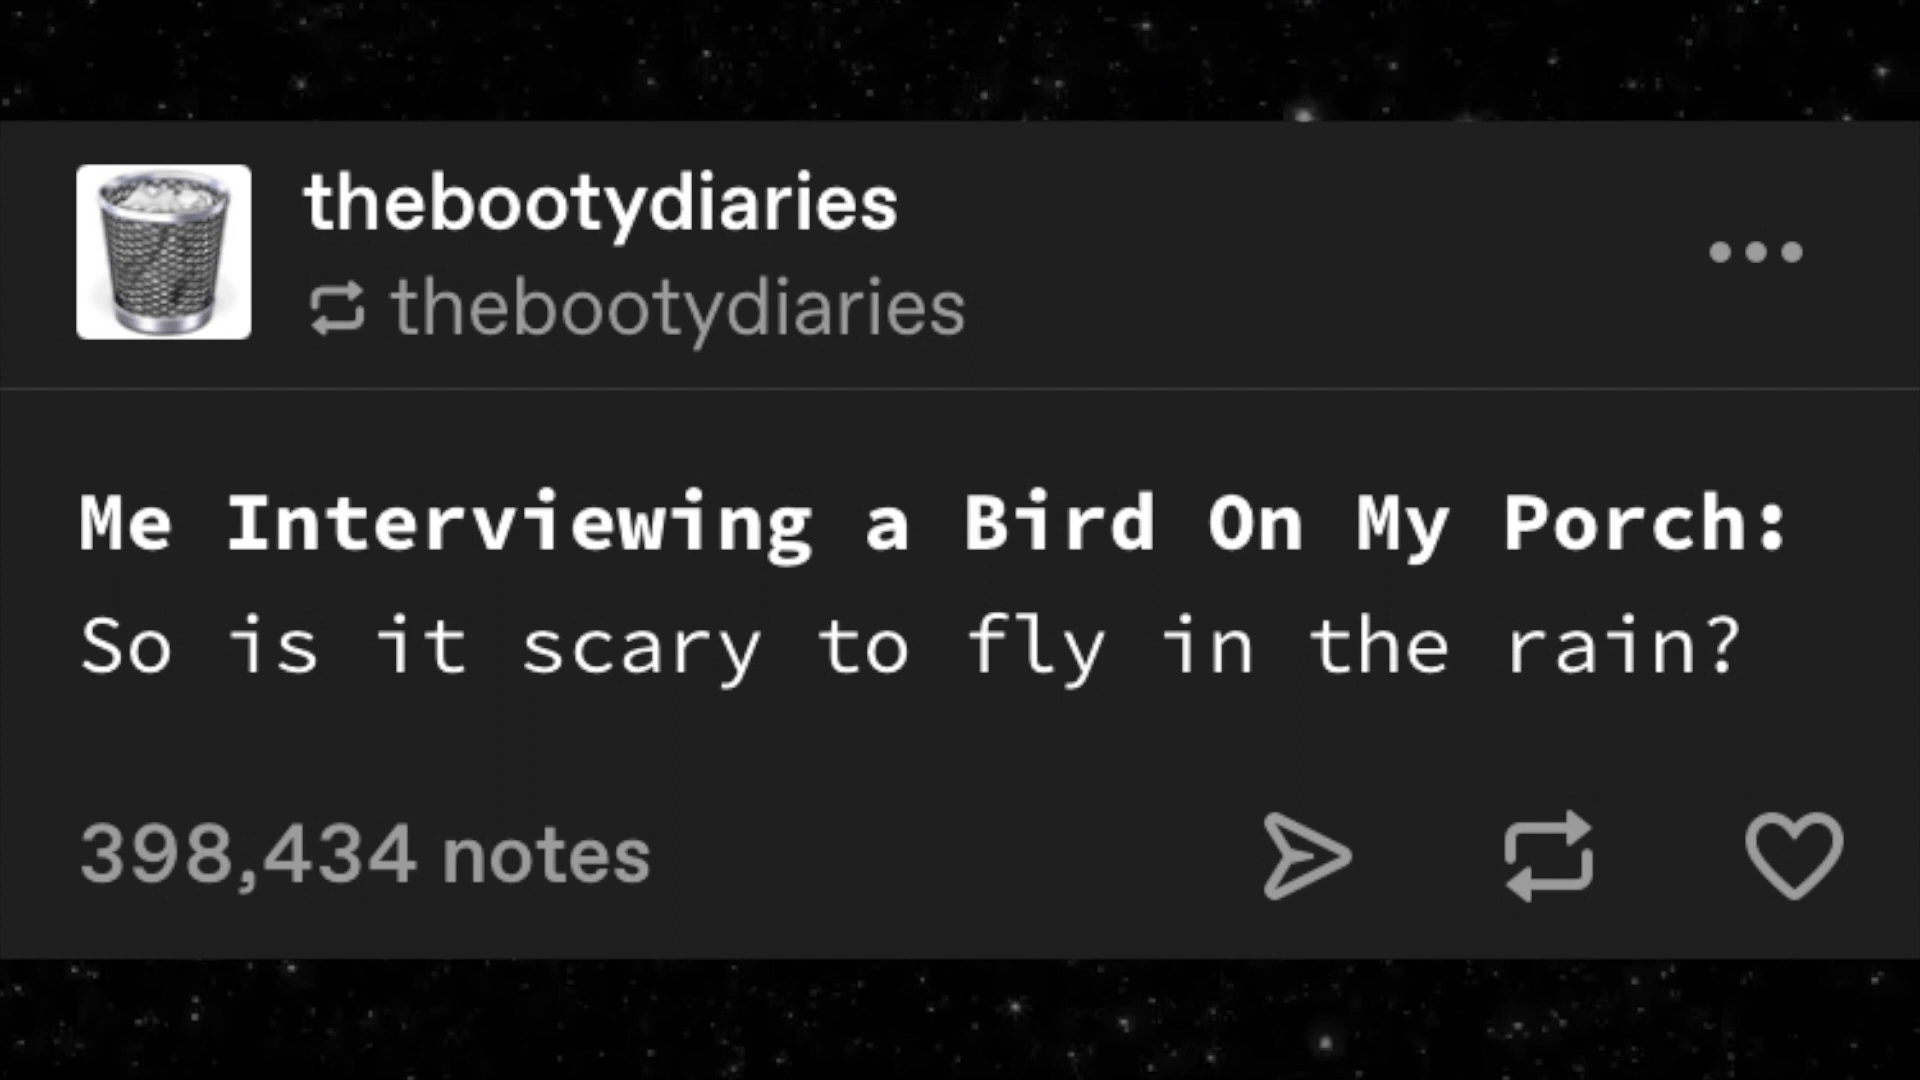 thebootydiaries
thebootydiaries
Me Interviewing a Bird On My Porch:
So is it scary to fly in the rain?
398,434 notes